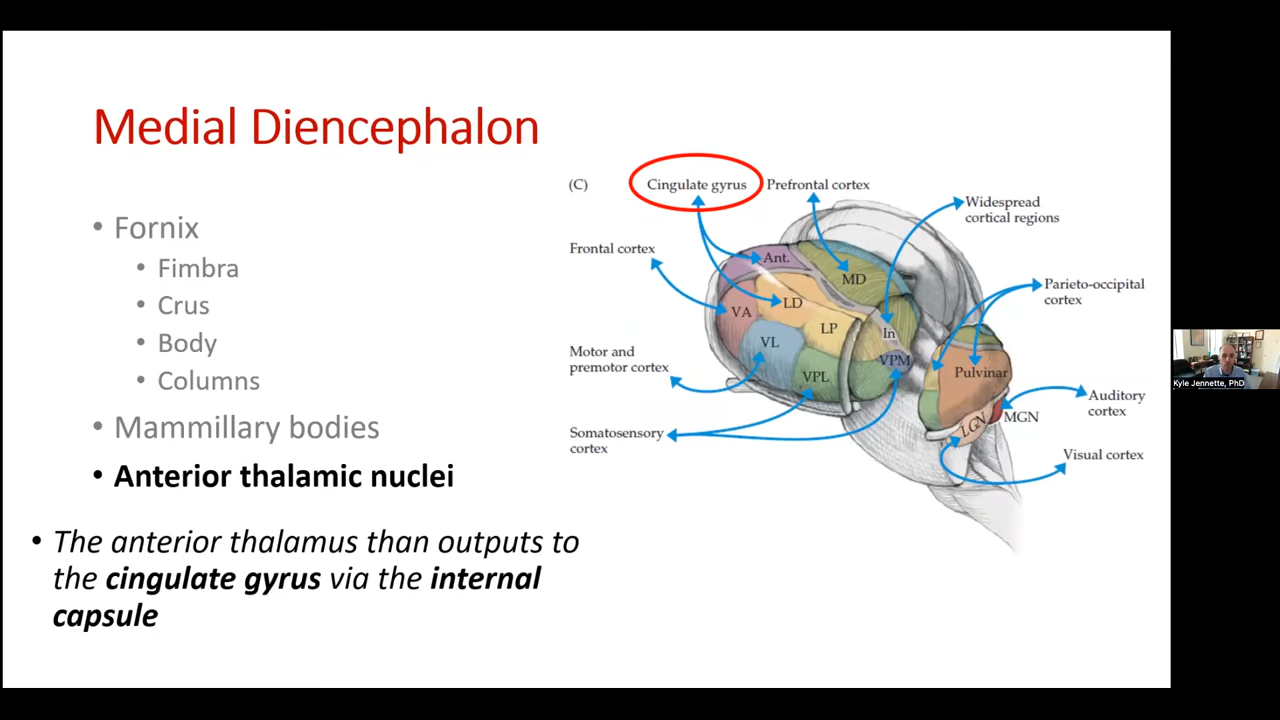 Medial Diencephalon
• Fornix
• Fimbra
• Crus
• Body
• Columns
• Mammillary bodies
• Anterior thalamic nuclei
• The anterior thalamus than outputs to
the cingulate gyrus via the internal
capsule
(C)
Cingulate gyrus
Prefrontal cortex
Widespread
cortical regions
Frontal cortex
Parieto-occipital
cortex
Motor and
premotor cortex
Somatosensory
cortex
Auditory
cortex
Visual cortex
Ant.
MD
LD
VA
LP
In
VL
VPM
VPL
Pulvinar
MGN
LGN
Kyle Jennette, PhD